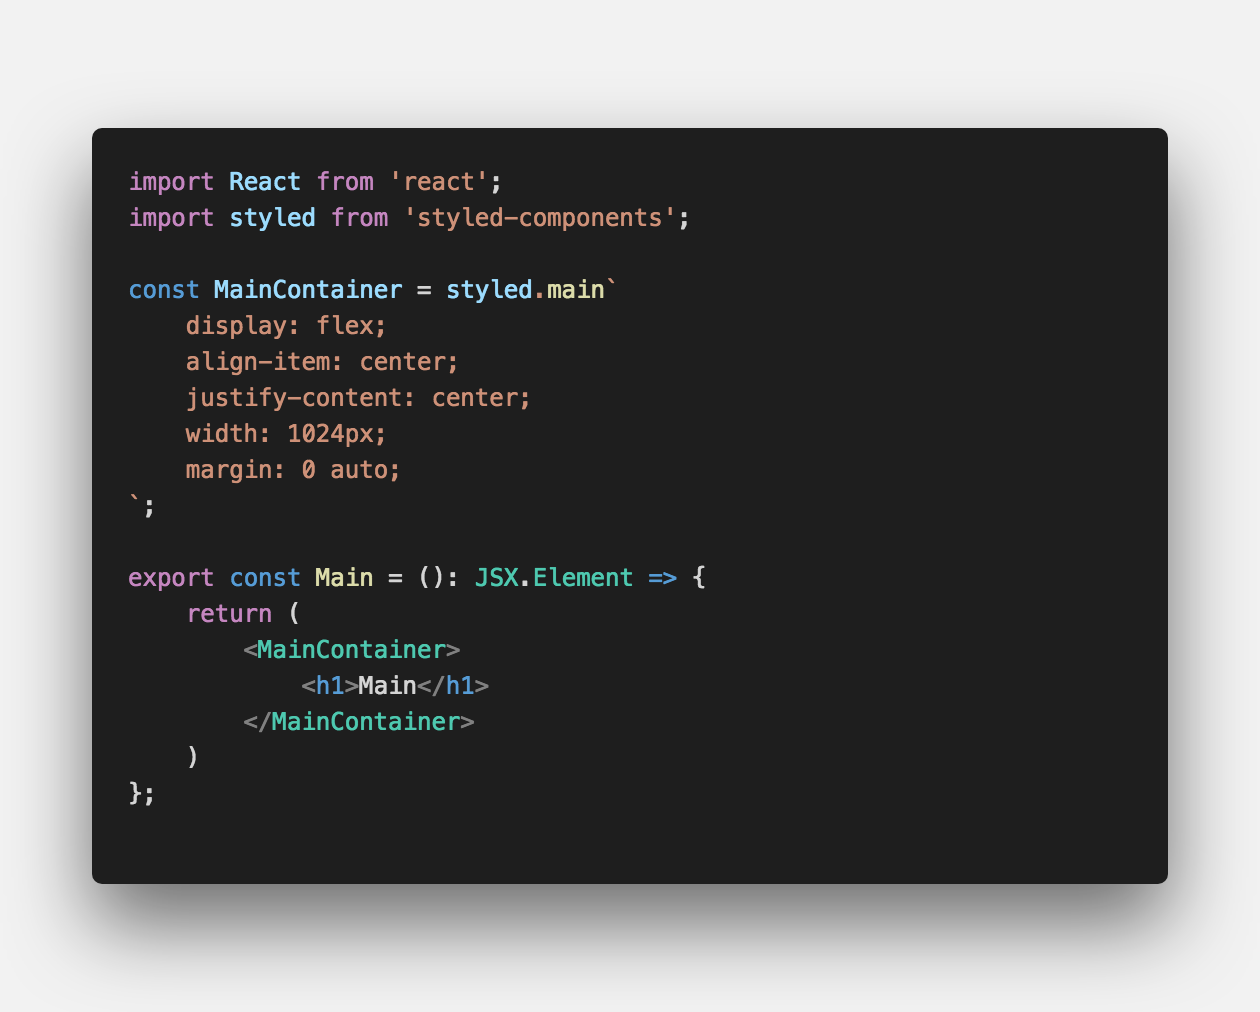 import React from 'react';
import styled from 'styled-components';

const MainContainer = styled.main`
    display: flex;
    align-item: center;
    justify-content: center;
    width: 1024px;
    margin: 0 auto;
`;

export const Main = (): JSX.Element => {
    return (
        <MainContainer>
            <h1>Main</h1>
        </MainContainer>
    )
};